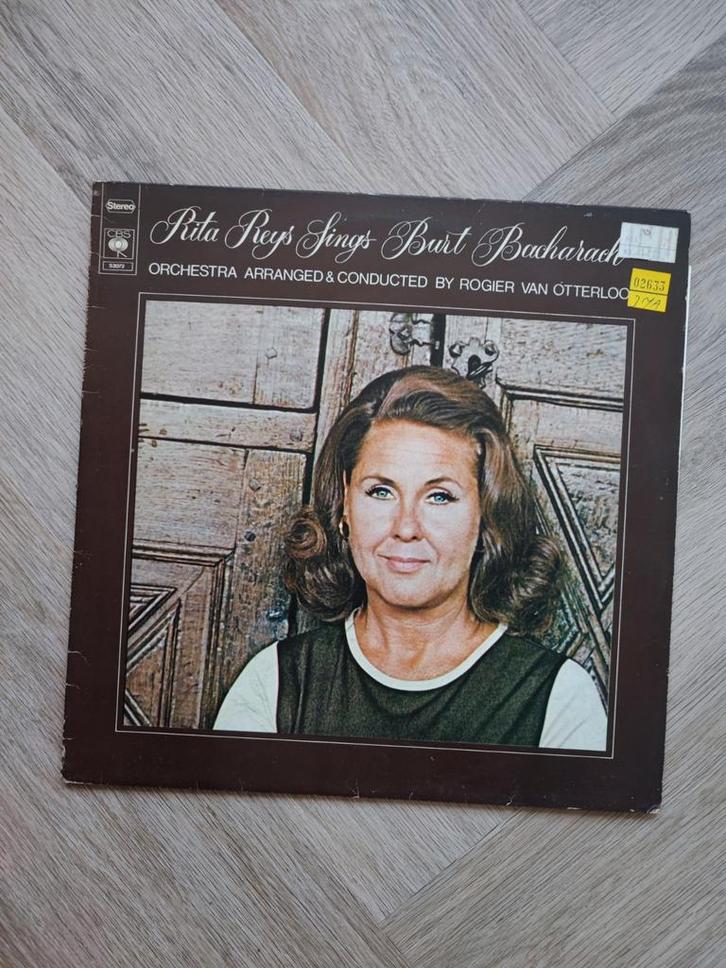 Stereo
CBS
Rita Reys Sings Burt Bacharach
ORCHESTRA ARRANGED & CONDUCTED BY ROGIER VAN OTTERLOO
02633